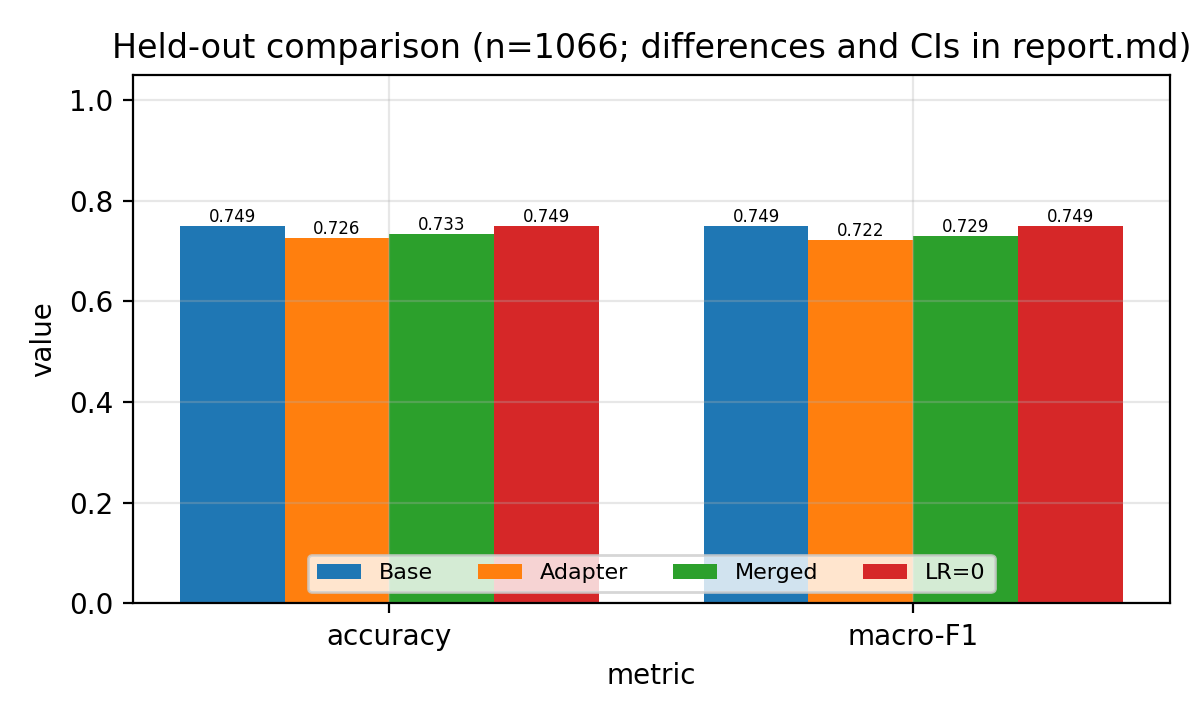 Held-out comparison (n=1066; differences and CIs in report.md)
1.0
0.8
0.6
0.4
0.2
0.0
value
0.749
0.726
0.733
0.749
0.749
0.722
0.729
0.749
Base Adapter Merged LR=0
accuracy macro-F1
metric